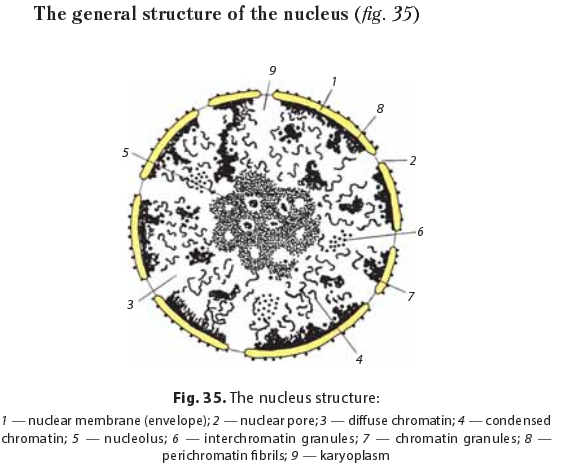 The general structure of the nucleus (fig. 35)
9
1
8
5
2
6
7
3
4
Fig. 35. The nucleus structure:
1 — nuclear membrane (envelope); 2 — nuclear pore; 3 — diffuse chromatin; 4 — condensed
chromatin; 5 — nucleolus; 6 — interchromatin granules; 7 — chromatin granules; 8 —
perichromatin fibrils; 9 — karyoplasm